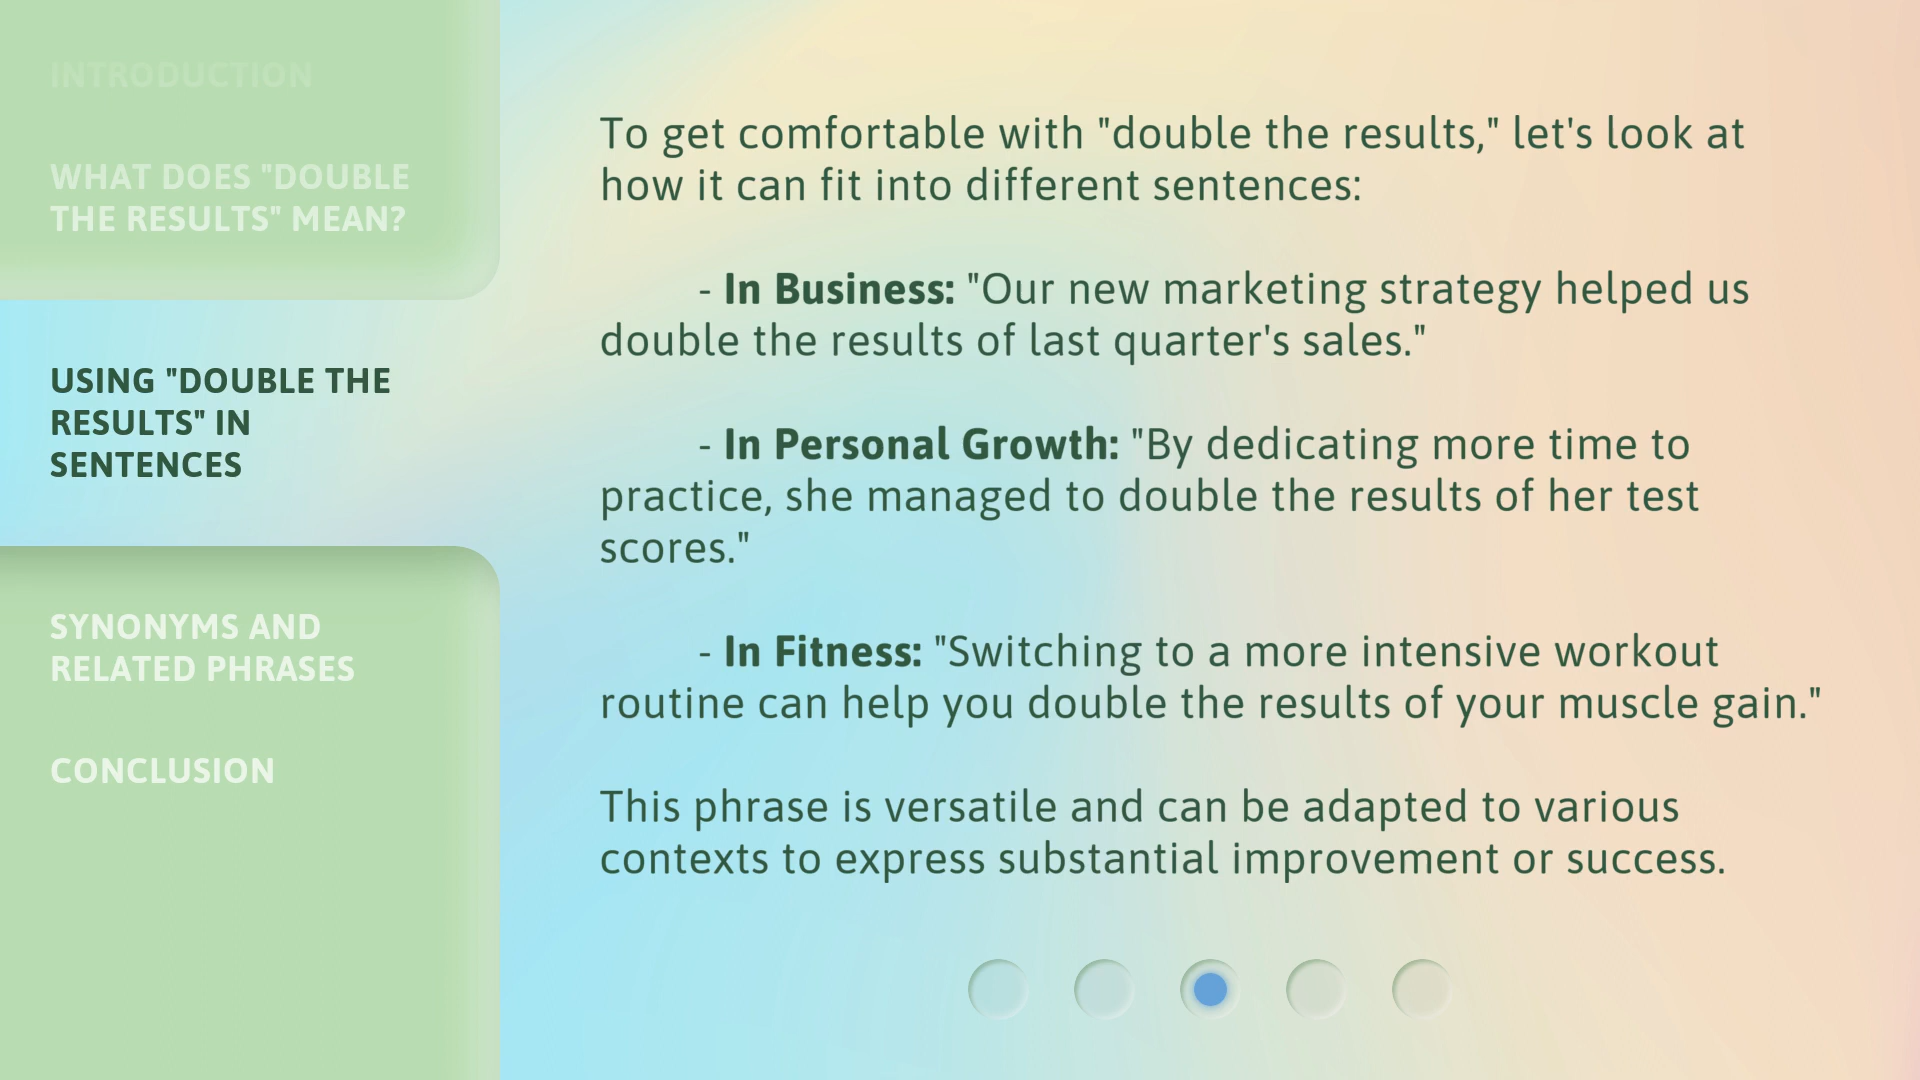 INTRODUCTION
WHAT DOES "DOUBLE
THE RESULTS" MEAN?
USING "DOUBLE THE
RESULTS" IN
SENTENCES
SYNONYMS AND
RELATED PHRASES
CONCLUSION
To get comfortable with "double the results," let's look at
how it can fit into different sentences:
- In Business: "Our new marketing strategy helped us
double the results of last quarter's sales."
- In Personal Growth: "By dedicating more time to
practice, she managed to double the results of her test
scores."
- In Fitness: "Switching to a more intensive workout
routine can help you double the results of your muscle gain."
This phrase is versatile and can be adapted to various
contexts to express substantial improvement or success.